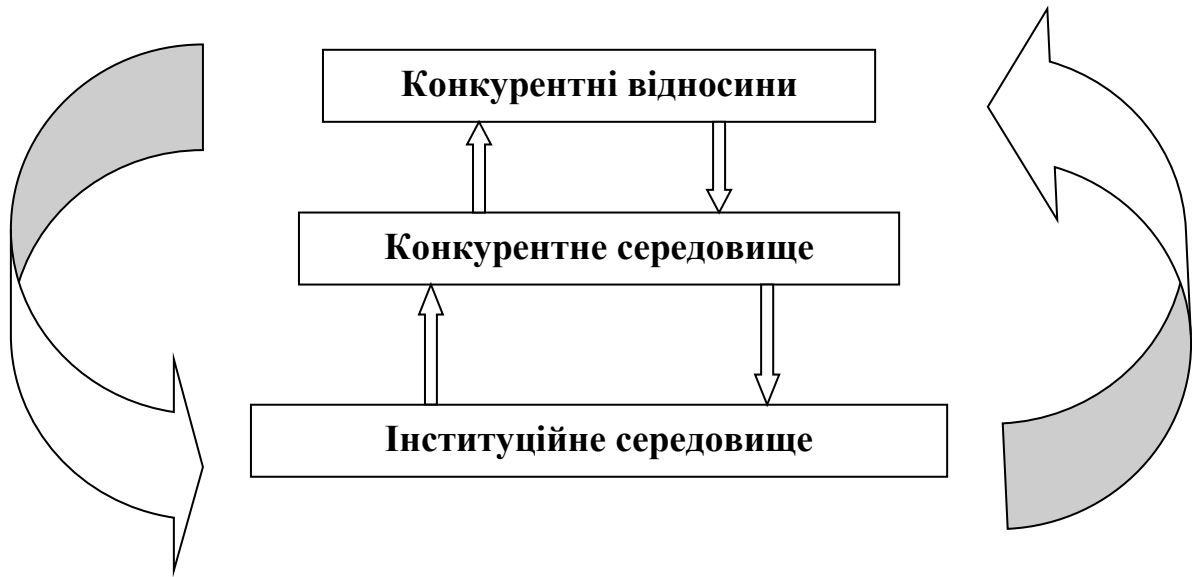 Конкурентні відносини
Конкурентне середовище
Інституційне середовище